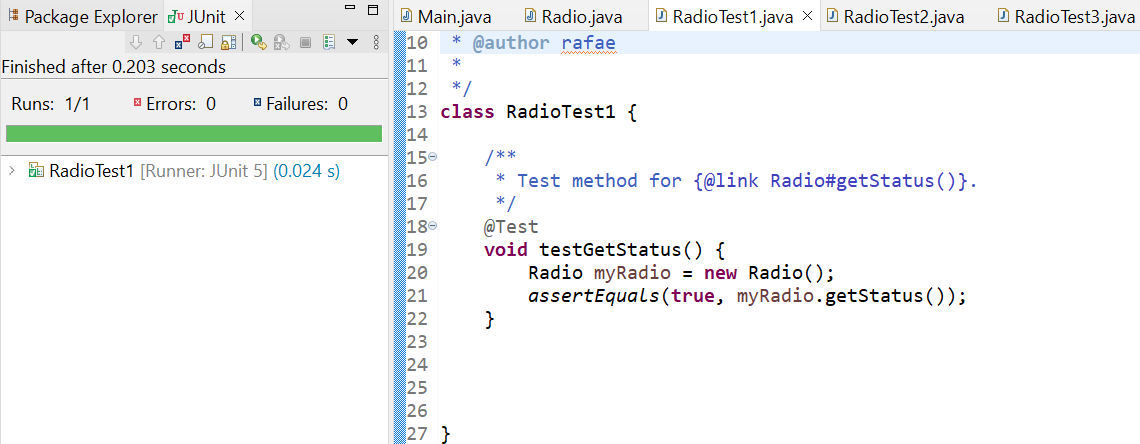 Package Explorer JUnit
Finished after 0.203 seconds
Runs: 1/1 Errors: 0 Failures: 0
RadioTest1 [Runner: JUnit 5] (0.024 s)
Main.java Radio.java RadioTest1.java RadioTest2.java RadioTest3.java
10 * @author rafae
11 *
12 */
13 class RadioTest1 {
14
15 /**
16 * Test method for {@link Radio#getStatus()}.
17 */
18 @Test
19 void testGetStatus() {
20 Radio myRadio = new Radio();
21 assertEquals(true, myRadio.getStatus());
22 }
23
24
25
26
27 }